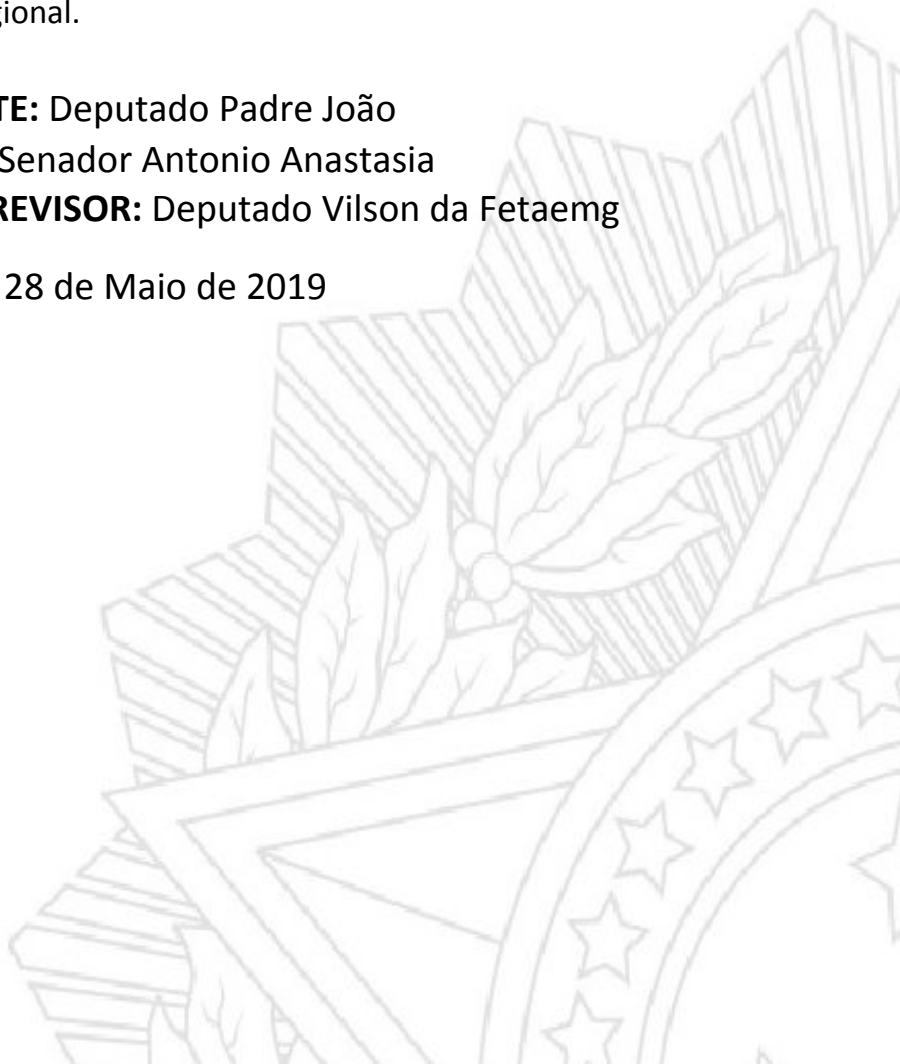 gional.
TE: Deputado Padre João
Senador Antonio Anastasia
REVISOR: Deputado Vilson da Fetaemg
28 de Maio de 2019